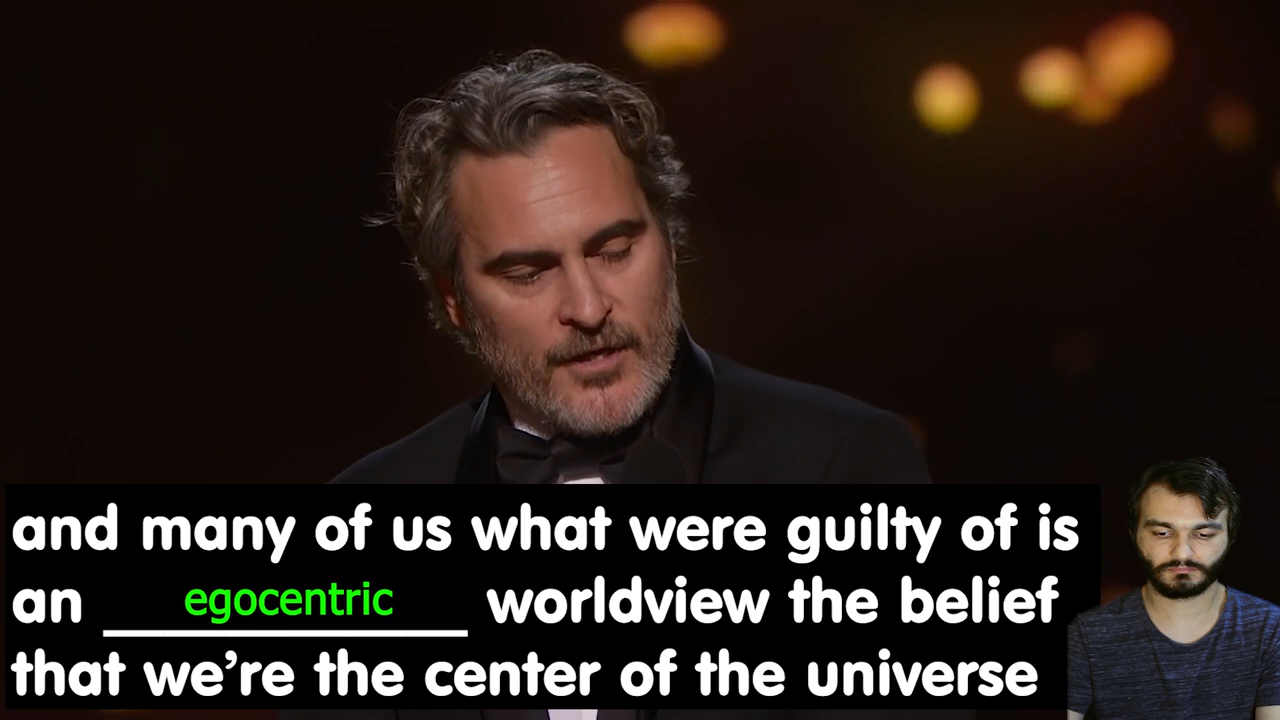 and many of us what were guilty of is
an egocentric worldview the belief
that we're the center of the universe